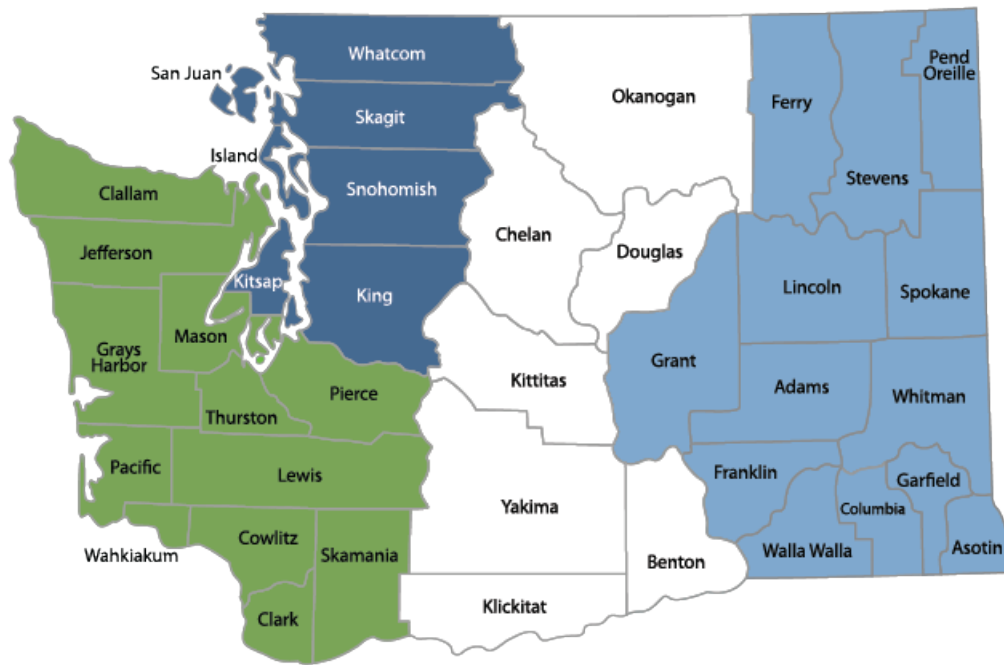 Whatcom
San Juan
Skagit
Island
Snohomish
Clallam
Jefferson
Kitsap
King
Mason
Grays
Harbor
Pierce
Thurston
Pacific
Lewis
Wahkiakum
Cowlitz
Skamania
Clark
Okanogan
Chelan
Douglas
Kittitas
Yakima
Benton
Klickitat
Ferry
Pend
Oreille
Stevens
Lincoln
Spokane
Grant
Adams
Whitman
Franklin
Garfield
Columbia
Walla Walla
Asotin